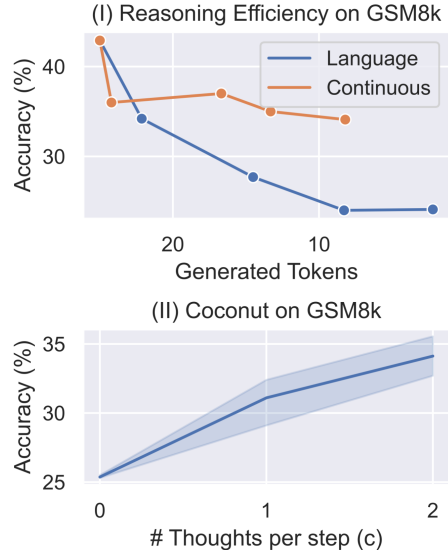 (I) Reasoning Efficiency on GSM8k
Accuracy (%)
40
30
Language
Continuous
20
10
Generated Tokens
(II) Coconut on GSM8k
Accuracy (%)
35
30
25
0
1
2
# Thoughts per step (c)